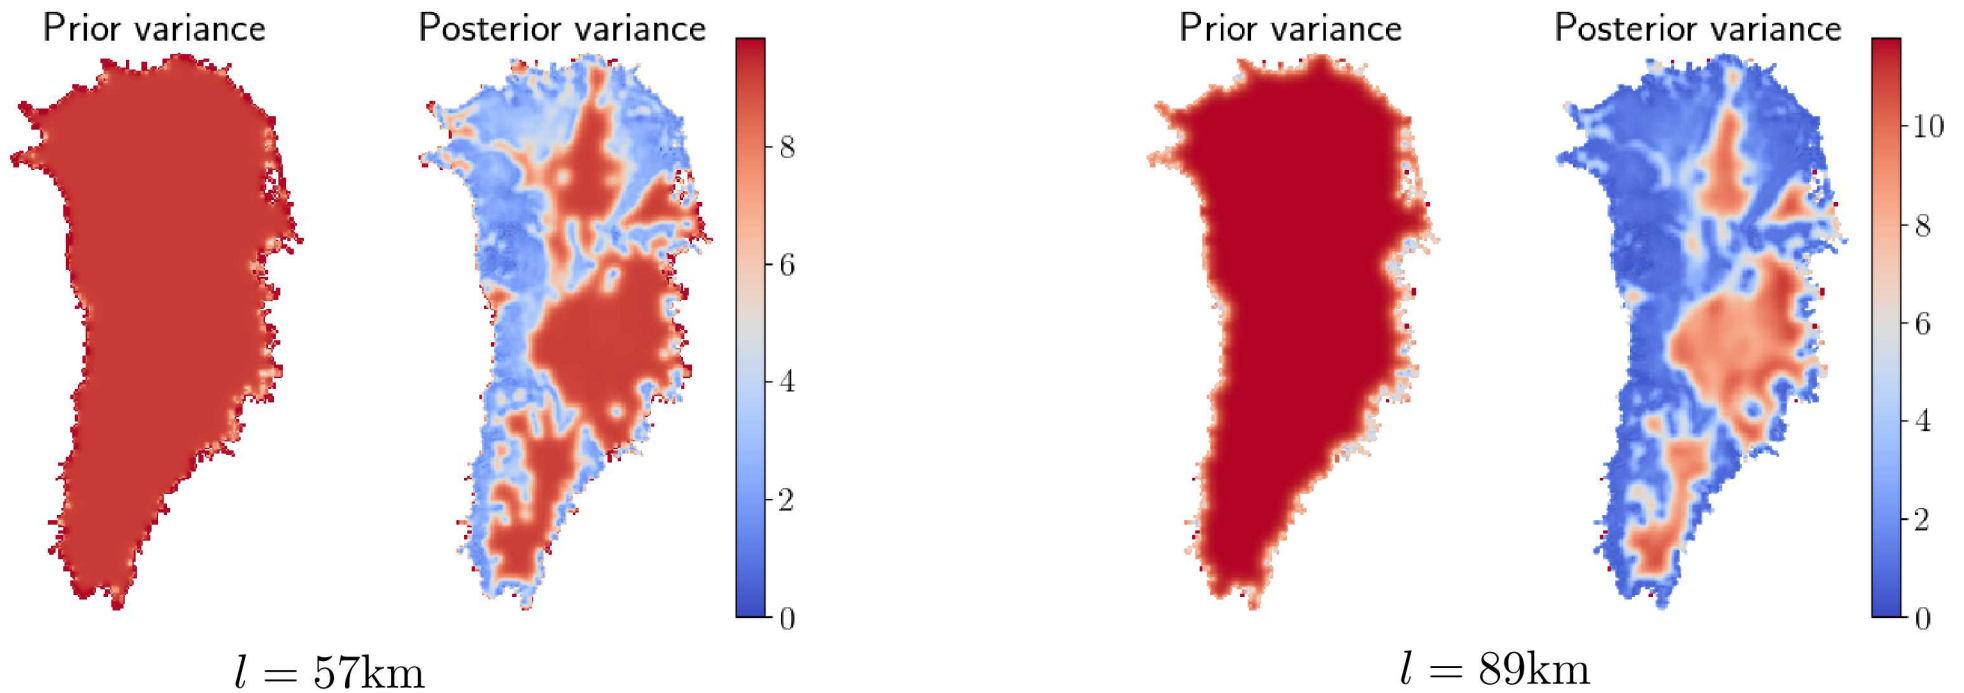 Prior variance
Posterior variance
8
6
4
2
0
l = 57km
Prior variance
Posterior variance
10
8
6
4
2
0
l = 89km